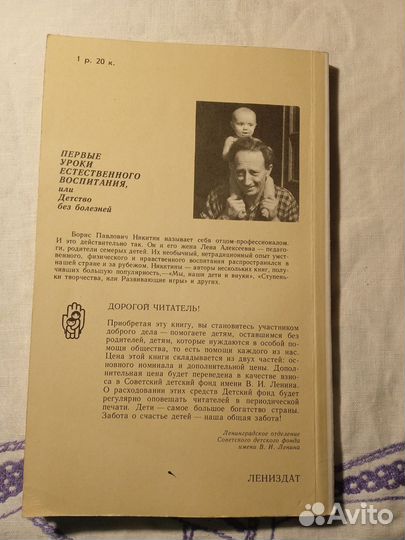 1 р. 20 к.
ПЕРВЫЕ
УРОКИ
ЕСТЕСТВЕННОГО
ВОСПИТАНИЯ,
или
Детство
без болезней
Борис Павлович Никитин называет себя отцом-профессионалом.
И это действительно так. Он и его жена Лена Алексеевна — педаго-
ги, родители семерых детей. Их необычный, нетрадиционный опыт умст-
венного, физического и нравственного воспитания распространился в
нашей стране и за рубежом. Никитины — авторы нескольких книг, полу-
чивших большую популярность,— «Мы, наши дети и внуки», «Ступень-
ки творчества, или Развивающие игры» и других.
ДОРОГОЙ ЧИТАТЕЛЬ!
Приобретая эту книгу, вы становитесь участником
доброго дела — помогаете детям, оставшимся без
родителей, детям, которые нуждаются в особой по-
мощи общества, то есть помощи каждого из нас.
Цена этой книги складывается из двух частей:
основного номинала и дополнительной цены. Допол-
нительная цена будет переведена в качестве взно-
са в Советский детский фонд имени В. И. Ленина.
О расходовании этих средств Детский фонд будет
регулярно оповещать читателей в периодической
печати. Дети — самое большое богатство страны.
Забота о счастье детей — наша общая забота!
Ленинградское отделение
Советского детского фонда
имени В. И. Ленина
ЛЕНИЗДАТ
Avito